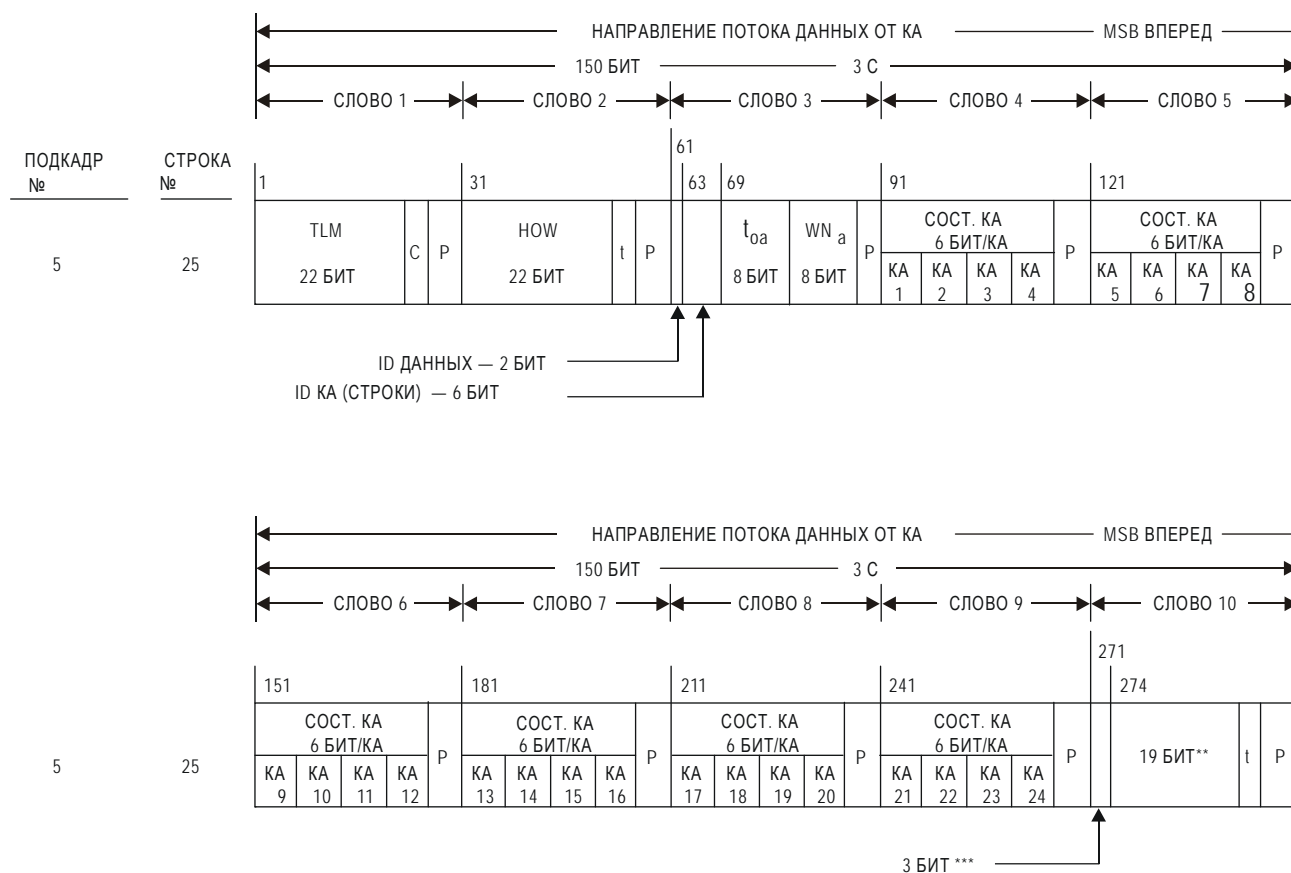 НАПРАВЛЕНИЕ ПОТОКА ДАННЫХ ОТ КА MSB ВПЕРЕД
150 БИТ 3 С
СЛОВО 1 СЛОВО 2 СЛОВО 3 СЛОВО 4 СЛОВО 5
ПОДКАДР № СТРОКА №
61
1 31 63 69 91 121
5 25
TLM 22 БИТ C P
HOW 22 БИТ t P
t oa 8 БИТ WN a 8 БИТ P
СОСТ. КА 6 БИТ/КА P
КА 1 КА 2 КА 3 КА 4
СОСТ. КА 6 БИТ/КА P
КА 5 КА 6 КА 7 КА 8
ID ДАННЫХ — 2 БИТ
ID КА (СТРОКИ) — 6 БИТ
НАПРАВЛЕНИЕ ПОТОКА ДАННЫХ ОТ КА MSB ВПЕРЕД
150 БИТ 3 С
СЛОВО 6 СЛОВО 7 СЛОВО 8 СЛОВО 9 СЛОВО 10
271
151 181 211 241 274
5 25
СОСТ. КА 6 БИТ/КА P
КА 9 КА 10 КА 11 КА 12
СОСТ. КА 6 БИТ/КА P
КА 13 КА 14 КА 15 КА 16
СОСТ. КА 6 БИТ/КА P
КА 17 КА 18 КА 19 КА 20
СОСТ. КА 6 БИТ/КА P
КА 21 КА 22 КА 23 КА 24
19 БИТ** t P
3 БИТ ***